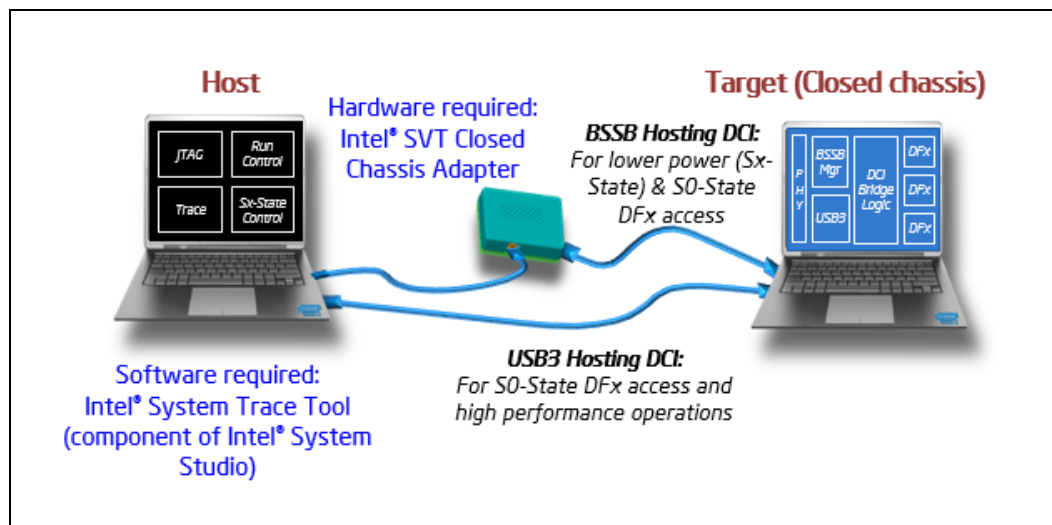 Host
Target (Closed chassis)
Hardware required:
Intel® SVT Closed
Chassis Adapter
BSSB Hosting DCI:
For lower power (Sx-
State) & S0-State
DFx access
JTAG
Run
Control
Trace
Sx-State
Control
P
H
Y
BSSB
Mgr
USB3
DCI
Bridge
Logic
DFx
DFx
DFx
USB3 Hosting DCI:
For S0-State DFx access and
high performance operations
Software required:
Intel® System Trace Tool
(component of Intel® System
Studio)